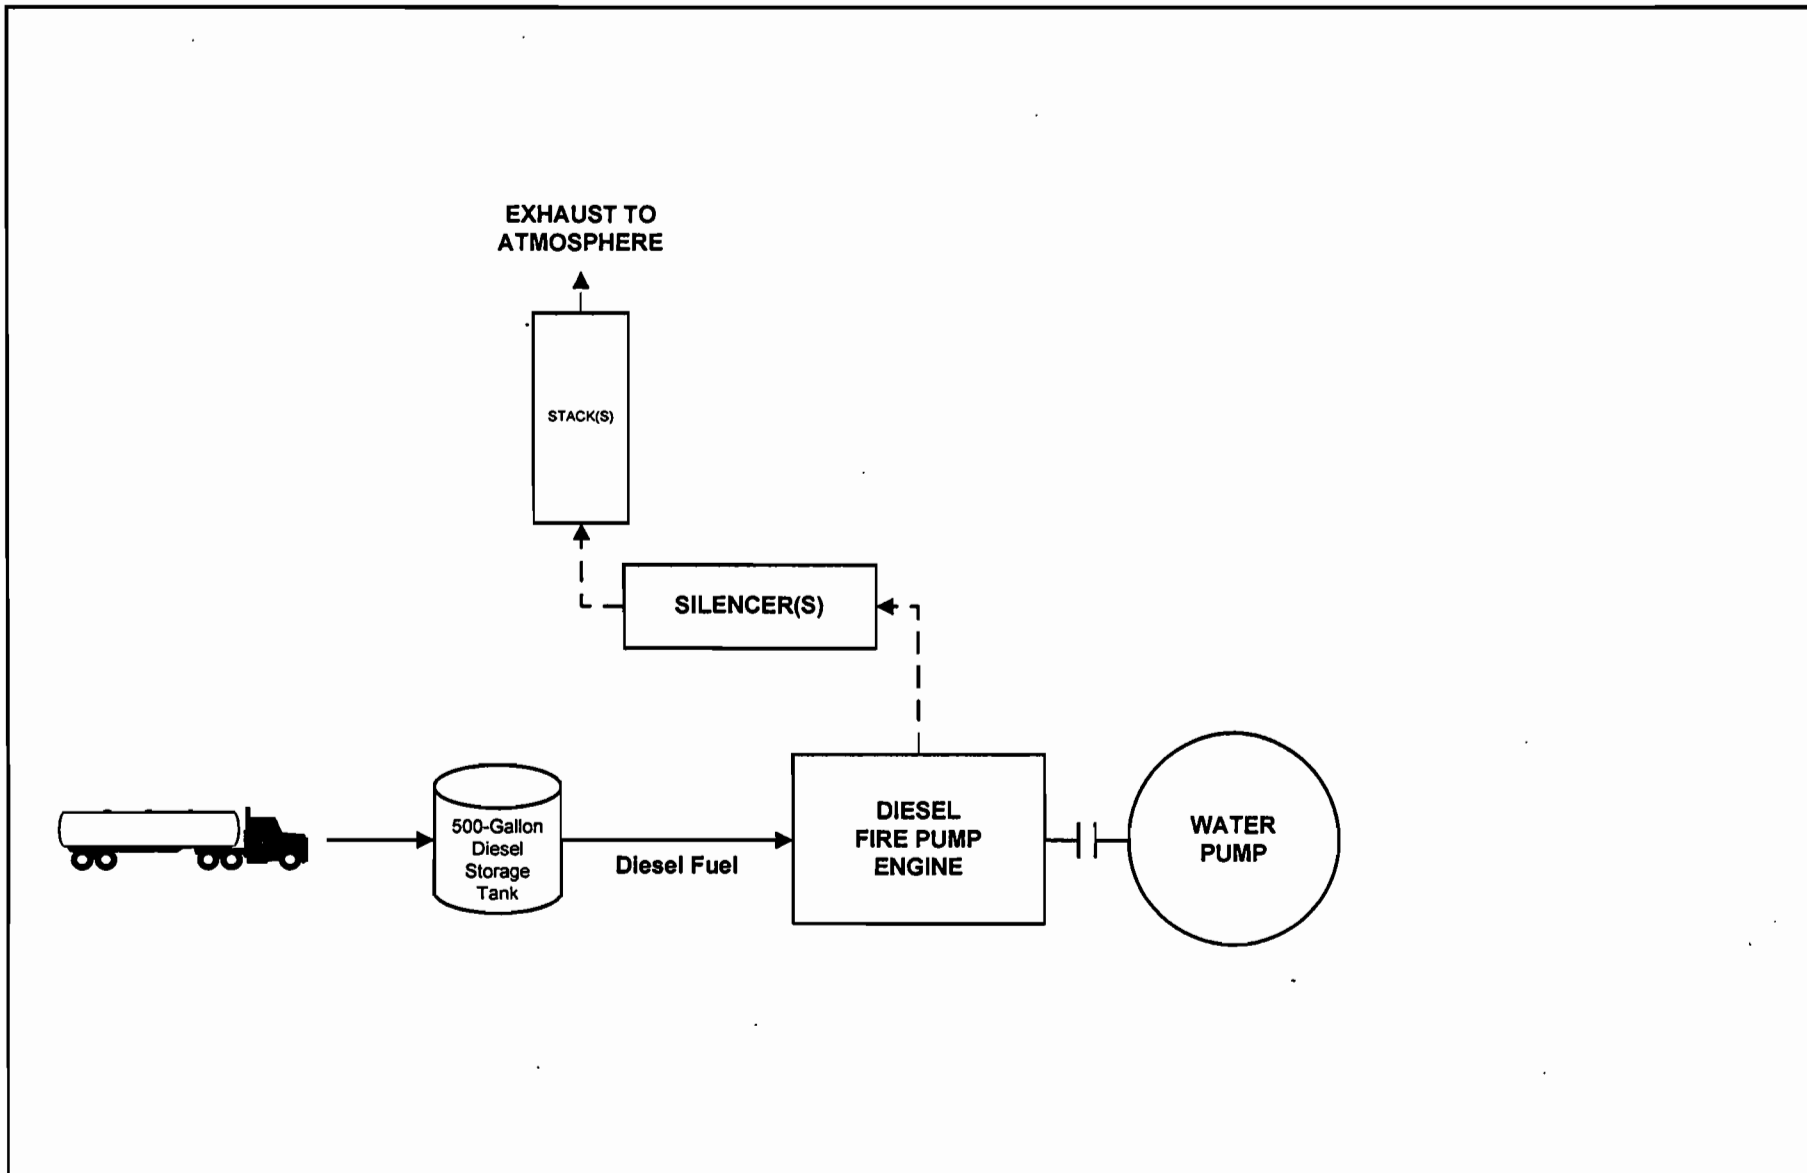 EXHAUST TO
ATMOSPHERE
STACK(S)
SILENCER(S)
500-Gallon
Diesel
Storage
Tank
Diesel Fuel
DIESEL
FIRE PUMP
ENGINE
WATER
PUMP